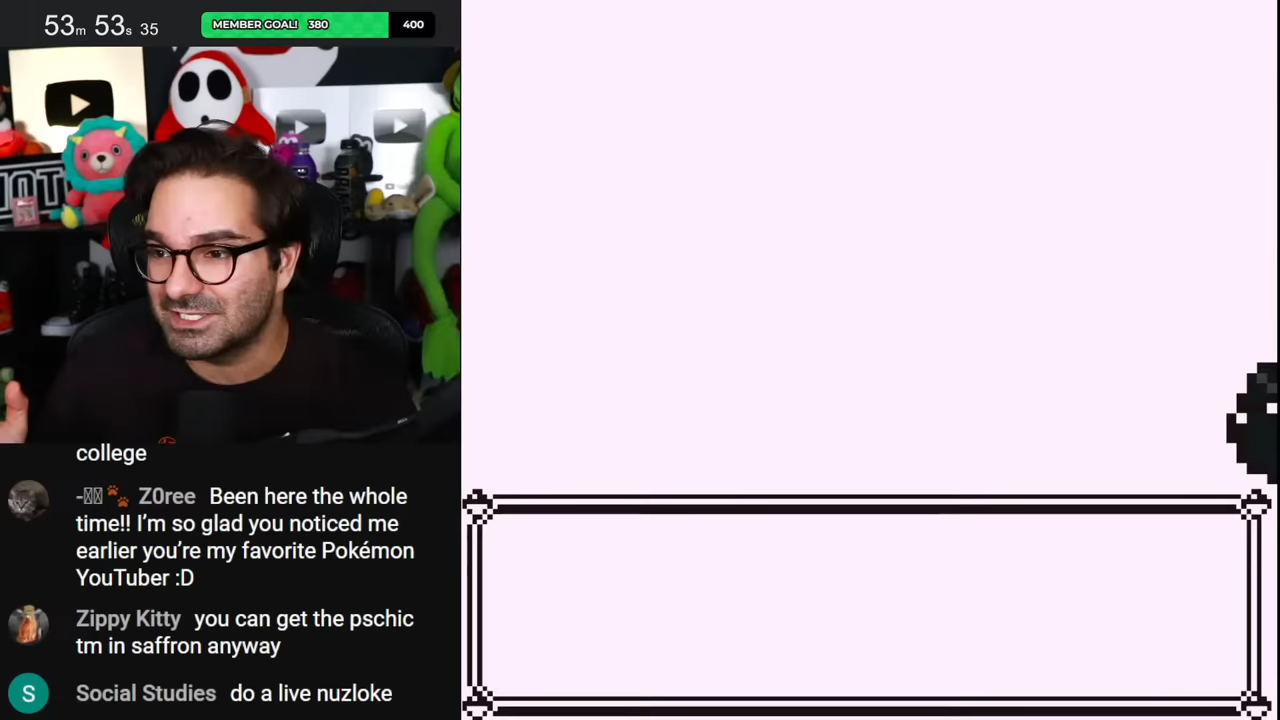 53m 53s 35
MEMBER GOAL! 380
400
college
Z0ree Been here the whole
time!! I’m so glad you noticed me
earlier you’re my favorite Pokémon
YouTuber :D
Zippy Kitty you can get the pschic
tm in saffron anyway
S
Social Studies do a live nuzloke